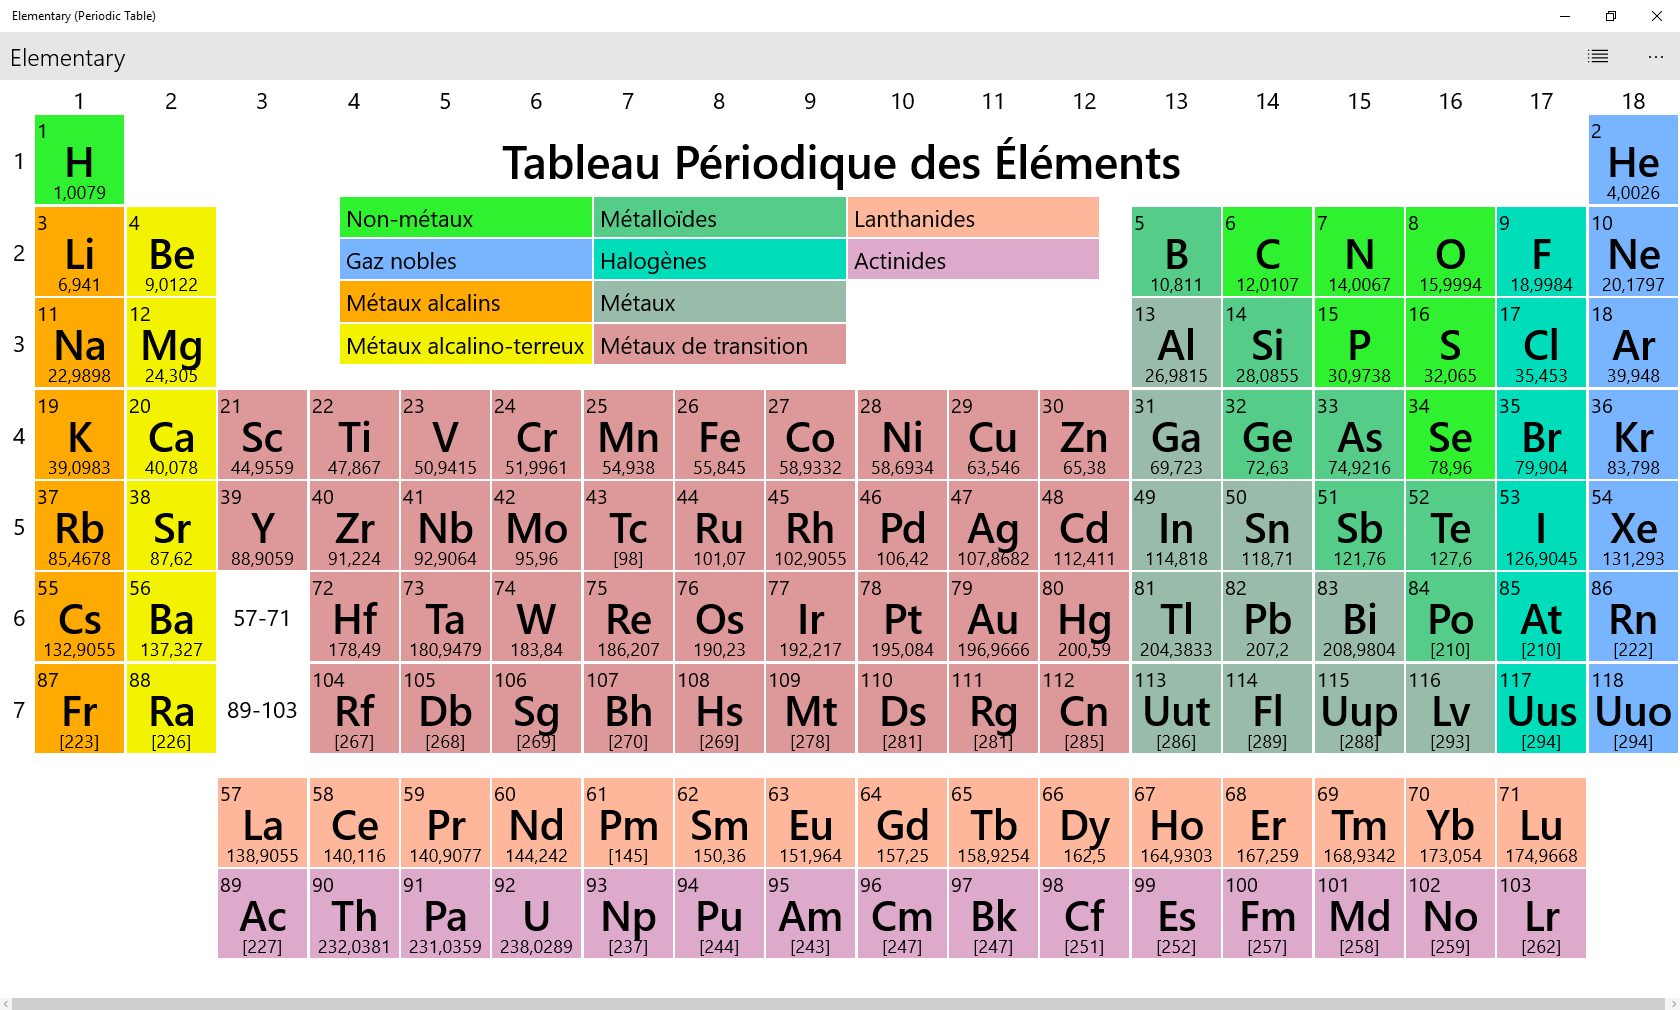 Elementary (Periodic Table)
Elementary
1 2 3 4 5 6 7 8 9 10 11 12 13 14 15 16 17 18
Tableau Périodique des Éléments
Non-métaux Métalloïdes Lanthanides
Gaz nobles Halogènes Actinides
Métaux alcalins Métaux
Métaux alcalino-terreux Métaux de transition
1 2
1 H He
1,0079 4,0026
3 4 5 6 7 8 9 10
2 Li Be B C N O F Ne
6,941 9,0122 10,811 12,0107 14,0067 15,9994 18,9984 20,1797
11 12 13 14 15 16 17 18
3 Na Mg Al Si P S Cl Ar
22,9898 24,305 26,9815 28,0855 30,9738 32,065 35,453 39,948
19 20 21 22 23 24 25 26 27 28 29 30 31 32 33 34 35 36
4 K Ca Sc Ti V Cr Mn Fe Co Ni Cu Zn Ga Ge As Se Br Kr
39,0983 40,078 44,9559 47,867 50,9415 51,9961 54,938 55,845 58,9332 58,6934 63,546 65,38 69,723 72,63 74,9216 78,96 79,904 83,798
37 38 39 40 41 42 43 44 45 46 47 48 49 50 51 52 53 54
5 Rb Sr Y Zr Nb Mo Tc Ru Rh Pd Ag Cd In Sn Sb Te I Xe
85,4678 87,62 88,9059 91,224 92,9064 95,96 [98] 101,07 102,9055 106,42 107,8682 112,411 114,818 118,71 121,76 127,6 126,9045 131,293
55 56 72 73 74 75 76 77 78 79 80 81 82 83 84 85 86
6 Cs Ba 57-71 Hf Ta W Re Os Ir Pt Au Hg Tl Pb Bi Po At Rn
132,9055 137,327 178,49 180,9479 183,84 186,207 190,23 192,217 195,084 196,9666 200,59 204,3833 207,2 208,9804 [210] [210] [222]
87 88 104 105 106 107 108 109 110 111 112 113 114 115 116 117 118
7 Fr Ra 89-103 Rf Db Sg Bh Hs Mt Ds Rg Cn Uut Fl Uup Lv Uus Uuo
[223] [226] [267] [268] [269] [270] [269] [278] [281] [281] [285] [286] [289] [288] [293] [294] [294]
57 58 59 60 61 62 63 64 65 66 67 68 69 70 71
La Ce Pr Nd Pm Sm Eu Gd Tb Dy Ho Er Tm Yb Lu
138,9055 140,116 140,9077 144,242 [145] 150,36 151,964 157,25 158,9254 162,5 164,9303 167,259 168,9342 173,054 174,9668
89 90 91 92 93 94 95 96 97 98 99 100 101 102 103
Ac Th Pa U Np Pu Am Cm Bk Cf Es Fm Md No Lr
[227] 232,0381 231,0359 238,0289 [237] [244] [243] [247] [247] [251] [252] [257] [258] [259] [262]